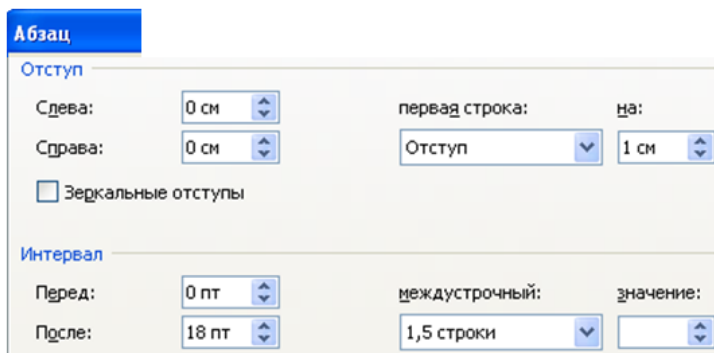 Абзац
Отступ
Слева: 0 см первая строка: на:
Справа: 0 см Отступ 1 см
Зеркальные отступы
Интервал
Перед: 0 пт междустрочный: значение:
После: 18 пт 1,5 строки